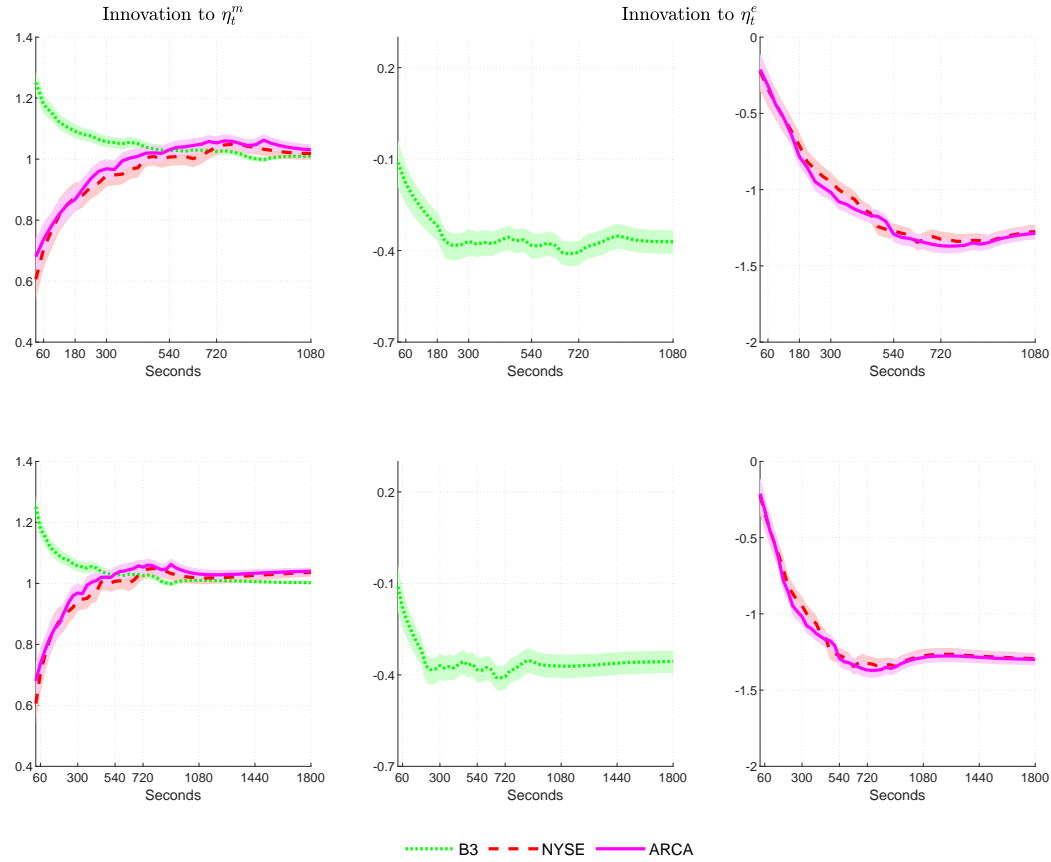 Innovation to η_t^m
Innovation to η_t^e
1.4
1.2
1
0.8
0.6
0.4
60 180 300 540 720 1080
Seconds
0.2
-0.1
-0.4
-0.7
60 180 300 540 720 1080
Seconds
0
-0.5
-1
-1.5
-2
60 180 300 540 720 1080
Seconds
1.4
1.2
1
0.8
0.6
0.4
60 300 540 720 1080 1440 1800
Seconds
0.2
-0.1
-0.4
-0.7
60 300 540 720 1080 1440 1800
Seconds
0
-0.5
-1
-1.5
-2
60 300 540 720 1080 1440 1800
Seconds
B3 NYSE ARCA